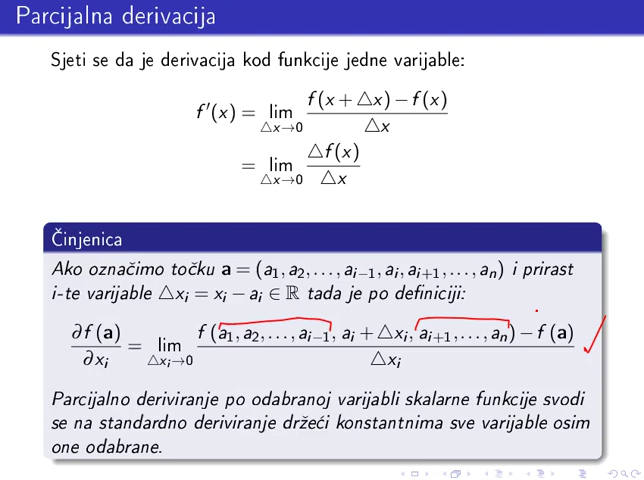 Parcijalna derivacija
Sjeti se da je derivacija kod funkcije jedne varijable:
f ′(x) = lim_{△x→0} (f (x + △x) − f (x)) / △x
= lim_{△x→0} △f (x) / △x
Činjenica
Ako označimo točku a = (a₁, a₂, . . . , aᵢ₋₁, aᵢ, aᵢ₊₁, . . . , aₙ) i prirast
i-te varijable △xᵢ = xᵢ − aᵢ ∈ ℝ tada je po definiciji:
∂f (a) / ∂xᵢ = lim_{△xᵢ→0} (f (a₁, a₂, . . . , aᵢ₋₁, aᵢ + △xᵢ, aᵢ₊₁, . . . , aₙ) − f (a)) / △xᵢ
Parcijalno deriviranje po odabranoj varijabli skalarne funkcije svodi
se na standardno deriviranje držeći konstantnima sve varijable osim
one odabrane.